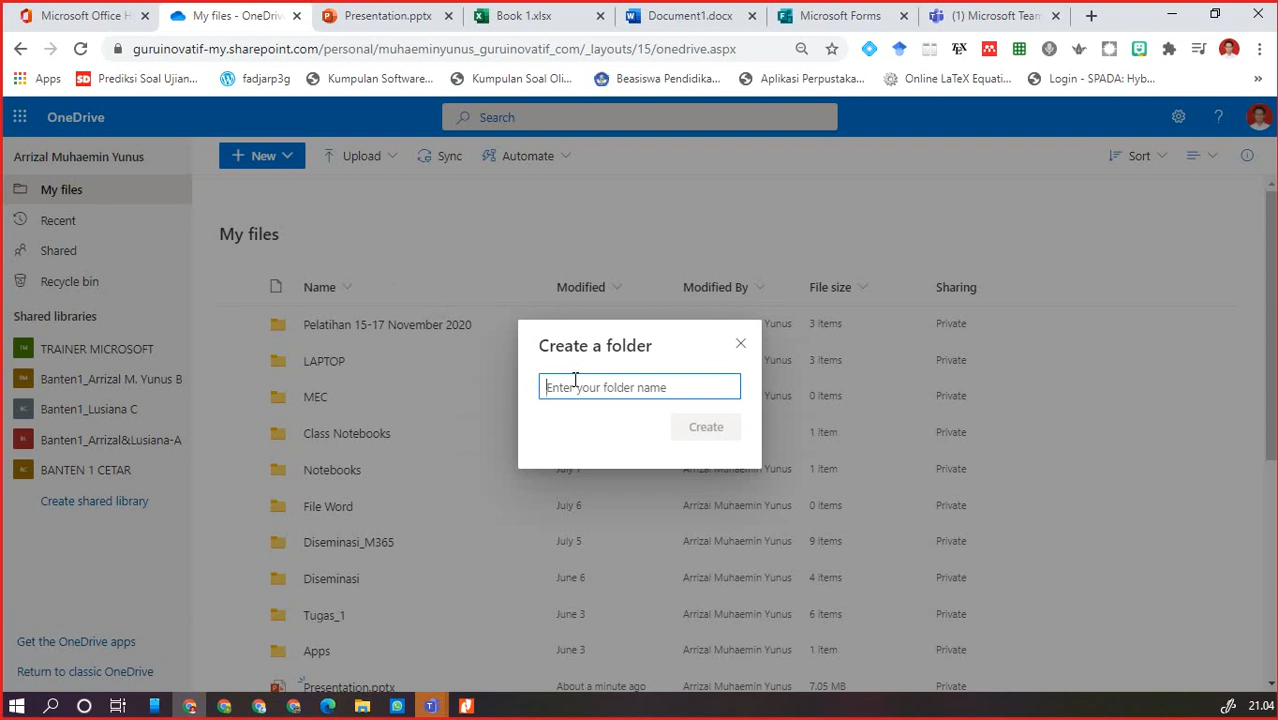 Microsoft Office H
My files - OneDriv
Presentation.pptx
Book 1.xlsx
Document1.docx
Microsoft Forms
(1) Microsoft Team
guruinovatif-my.sharepoint.com/personal/muhaeminyunus_guruinovatif_com/_layouts/15/onedrive.aspx
Apps
Prediksi Soal Ujian...
fadjarp3g
Kumpulan Software...
Kumpulan Soal Oli...
Beasiswa Pendidika...
Aplikasi Perpustaka...
Online LaTeX Equati...
Login - SPADA: Hyb...
OneDrive
Search
Arrizal Muhaemin Yunus
New
Upload
Sync
Automate
Sort
My files
Recent
Shared
Recycle bin
Shared libraries
TRAINER MICROSOFT
Banten1_Arrizal M. Yunus B
Banten1_Lusiana C
Banten1_Arrizal&Lusiana-A
BANTEN 1 CETAR
Create shared library
Get the OneDrive apps
Return to classic OneDrive
My files
Name Modified Modified By File size Sharing
Pelatihan 15-17 November 2020 Yunus 3 items Private
LAPTOP Yunus 3 items Private
MEC Yunus 0 items Private
Class Notebooks Yunus 1 item Private
Notebooks July 7 Arrizal Muhaemin Yunus 1 item Private
File Word July 6 Arrizal Muhaemin Yunus 0 items Private
Diseminasi_M365 July 5 Arrizal Muhaemin Yunus 9 items Private
Diseminasi June 6 Arrizal Muhaemin Yunus 4 items Private
Tugas_1 June 3 Arrizal Muhaemin Yunus 6 items Private
Apps June 3 Arrizal Muhaemin Yunus 1 item Private
Presentation.pptx About a minute ago Arrizal Muhaemin Yunus 7.05 MB Private
Create a folder
Enter your folder name
Create
21.04